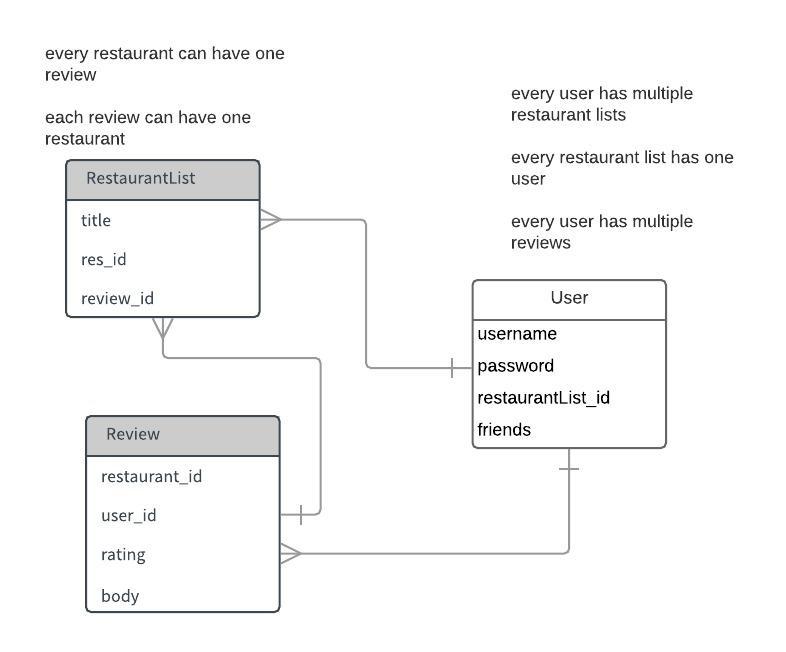 every restaurant can have one
review
each review can have one
restaurant
every user has multiple
restaurant lists
every restaurant list has one
user
every user has multiple
reviews
RestaurantList
title
res_id
review_id
User
username
password
restaurantList_id
friends
Review
restaurant_id
user_id
rating
body